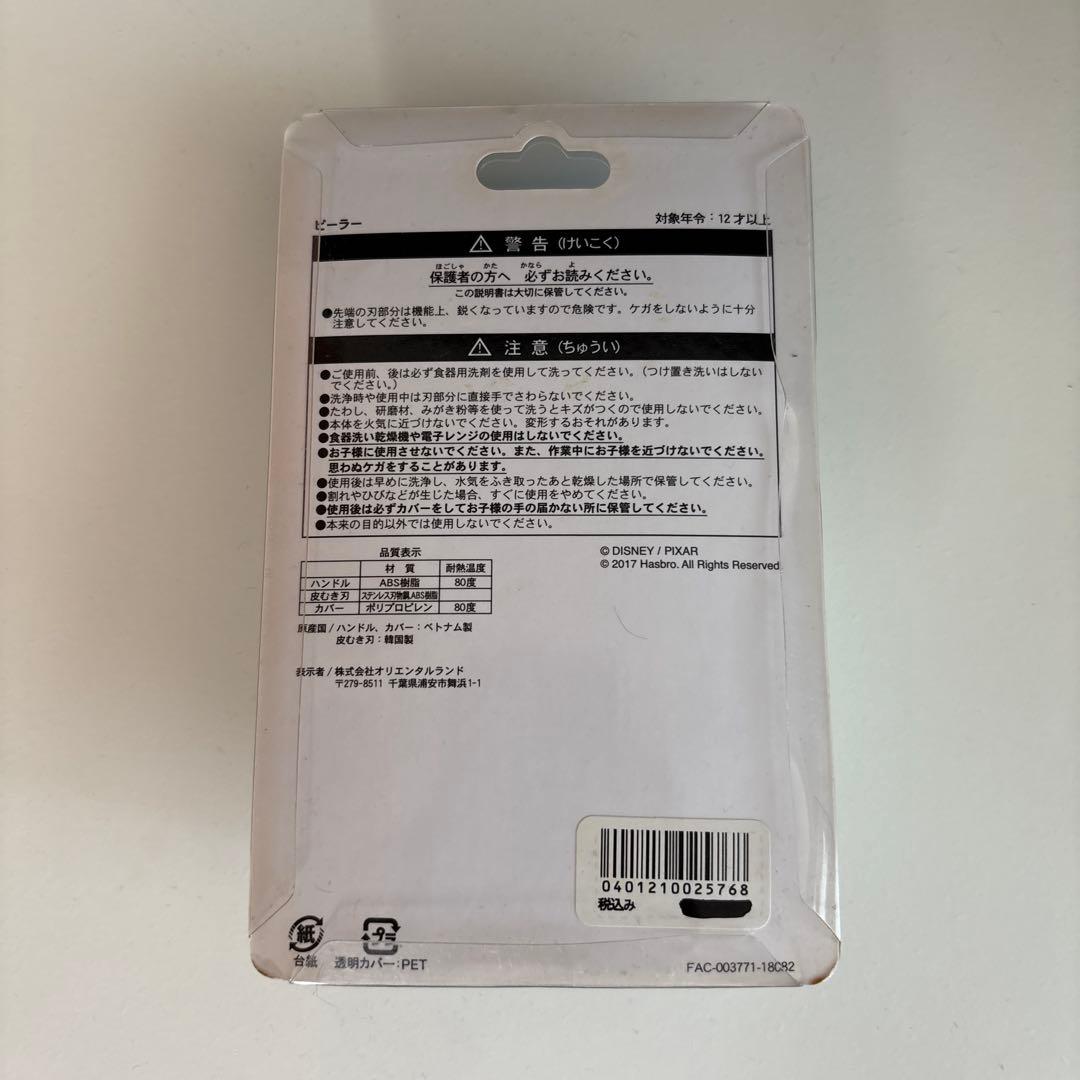 ピーラー
対象年令：12才以上
⚠ 警告（けいこく）
ほごしゃ かた かなら よ
保護者の方へ 必ずお読みください。
この説明書は大切に保管してください。
●先端の刃部分は機能上、鋭くなっていますので危険です。ケガをしないように十分
注意してください。
⚠ 注意（ちゅうい）
●ご使用前、後は必ず食器用洗剤を使用して洗ってください。（つけ置き洗いはしない
でください。）
●洗浄時や使用中は刃部分に直接手でさわらないでください。
●たわし、研磨材、みがき粉等を使って洗うとキズがつくので使用しないでください。
●本体を火気に近づけないでください。変形するおそれがあります。
●食器洗い乾燥機や電子レンジの使用はしないでください。
●お子様に使用させないでください。また、作業中にお子様を近づけないでください。
思わぬケガをすることがあります。
●使用後は早めに洗浄し、水気をふき取ったあと乾燥した場所で保管してください。
●割れやひびなどが生じた場合、すぐに使用をやめてください。
●使用後は必ずカバーをしてお子様の手の届かない所に保管してください。
●本来の目的以外では使用しないでください。
品質表示
材質 耐熱温度
ハンドル ABS樹脂 80度
皮むき刃 ステンレス刃物鋼、ABS樹脂
カバー ポリプロピレン 80度
© DISNEY / PIXAR
© 2017 Hasbro. All Rights Reserved.
原産国 / ハンドル、カバー：ベトナム製
皮むき刃：韓国製
表示者 / 株式会社オリエンタルランド
〒279-8511 千葉県浦安市舞浜1-1
0401210025768
税込み
紙
台紙
プ
透明カバー：PET
FAC-003771-18082